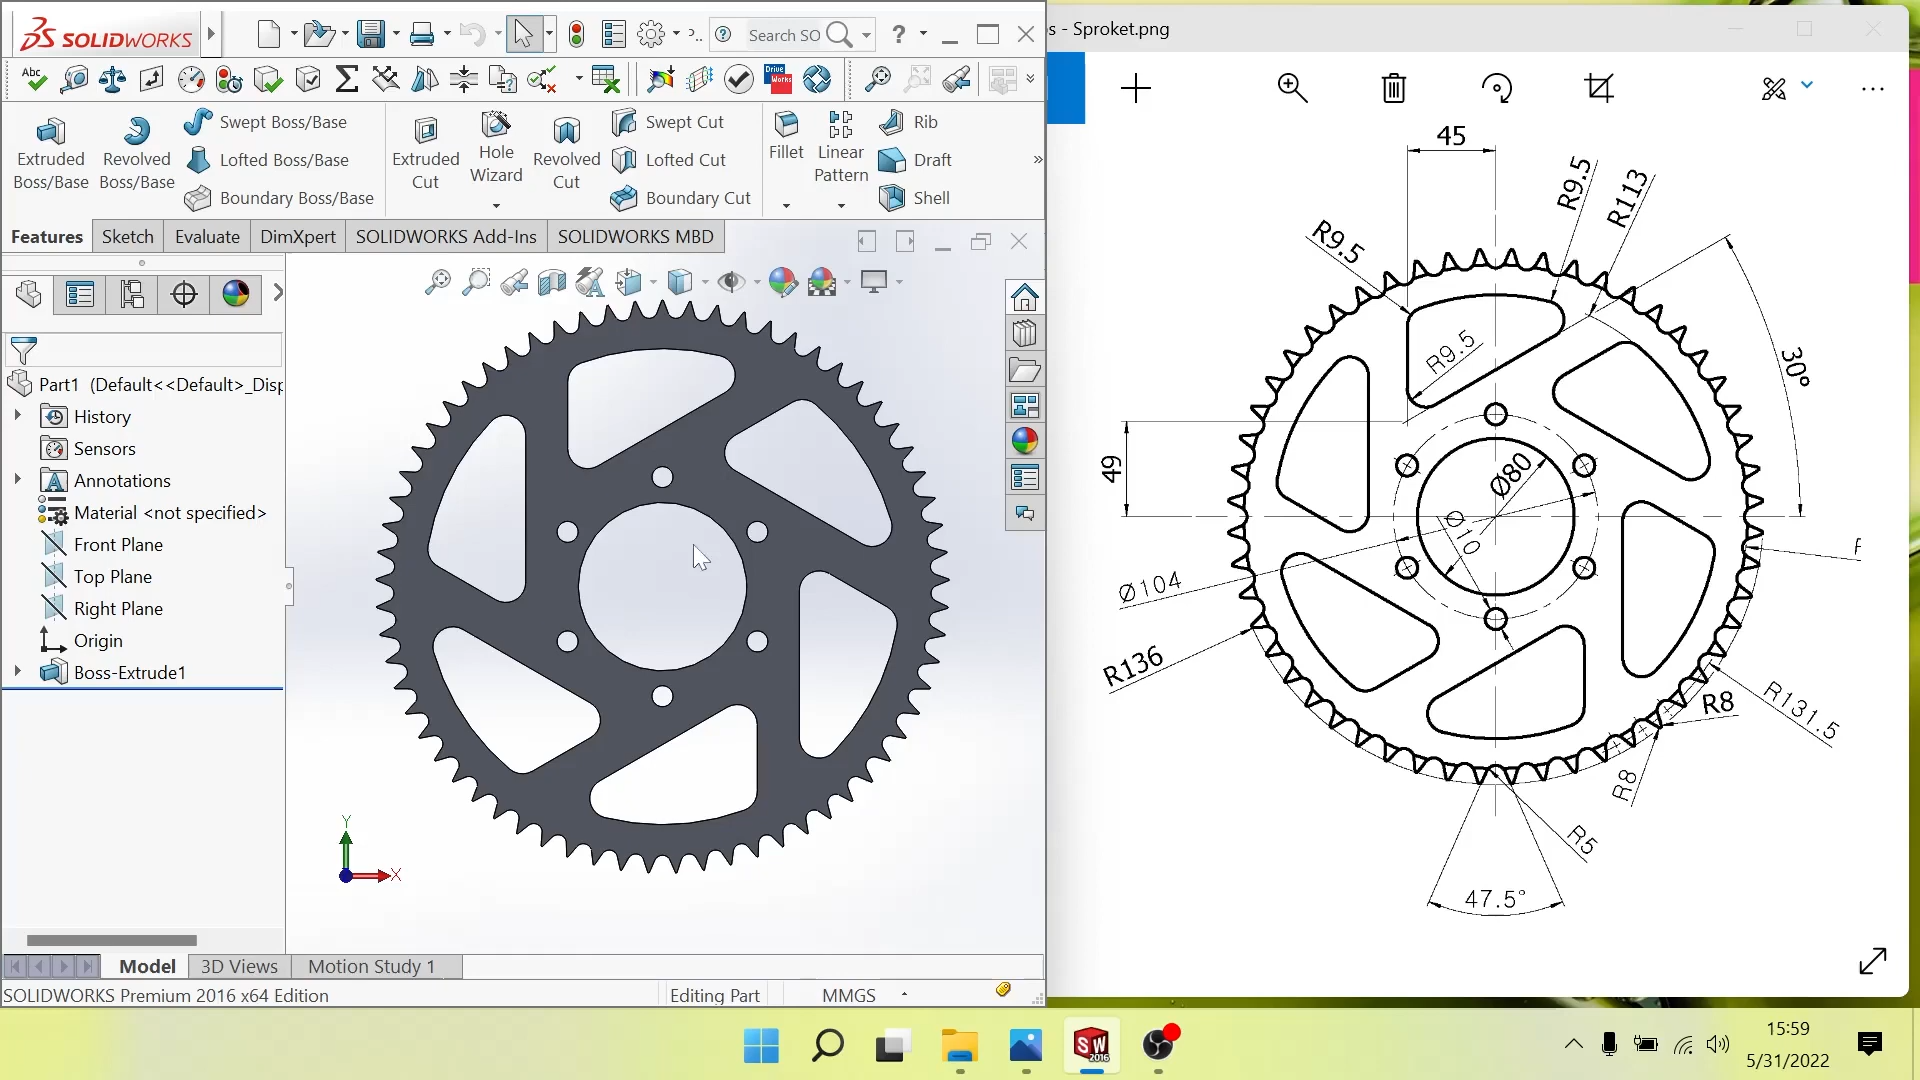 SOLIDWORKS
Search SO
?
s - Sproket.png
Abc
Drive
Works
Extruded
Boss/Base
Revolved
Boss/Base
Swept Boss/Base
Lofted Boss/Base
Boundary Boss/Base
Extruded
Cut
Hole
Wizard
Revolved
Cut
Swept Cut
Lofted Cut
Boundary Cut
Fillet
Linear
Pattern
Rib
Draft
Shell
Features
Sketch
Evaluate
DimXpert
SOLIDWORKS Add-Ins
SOLIDWORKS MBD
Part1 (Default<<Default>_Disp
History
Sensors
Annotations
Material <not specified>
Front Plane
Top Plane
Right Plane
Origin
Boss-Extrude1
Y
X
Model
3D Views
Motion Study 1
SOLIDWORKS Premium 2016 x64 Edition
Editing Part
MMGS
45
R9.5
R113
R9.5
R9.5
30°
49
Ø80
Ø10
Ø104
R136
R8
R131.5
R8
R5
47.5°
SW
2016
15:59
5/31/2022